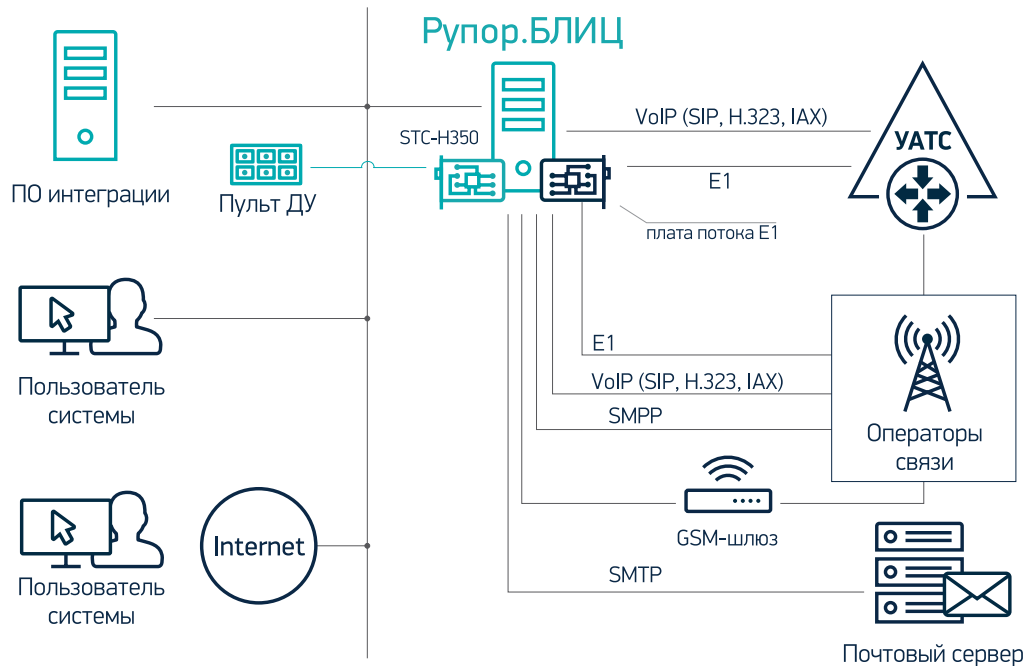 Рупор.БЛИЦ
ПО интеграции
Пульт ДУ
STC-H350
VoIP (SIP, H.323, IAX)
E1
УАТС
плата потока E1
Пользователь
системы
E1
VoIP (SIP, H.323, IAX)
SMPP
Операторы
связи
GSM-шлюз
Пользователь
системы
Internet
SMTP
Почтовый сервер